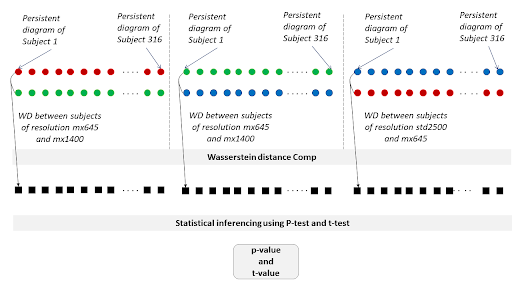 Persistent
diagram of
Subject 1
Persistent
diagram of
Subject 316
Persistent
diagram of
Subject 1
Persistent
diagram of
Subject 316
Persistent
diagram of
Subject 1
Persistent
diagram of
Subject 316
WD between subjects
of resolution mx645
and mx1400
WD between subjects
of resolution mx645
and mx1400
WD between subjects
of resolution std2500
and mx645
Wasserstein distance Comp
Statistical inferencing using P-test and t-test
p-value
and
t-value